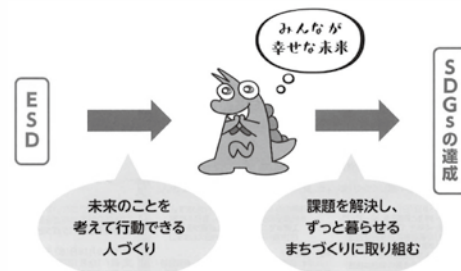 みんなが
幸せな未来
ESD
SDGsの達成
未来のことを
考えて行動できる
人づくり
課題を解決し、
ずっと暮らせる
まちづくりに取り組む